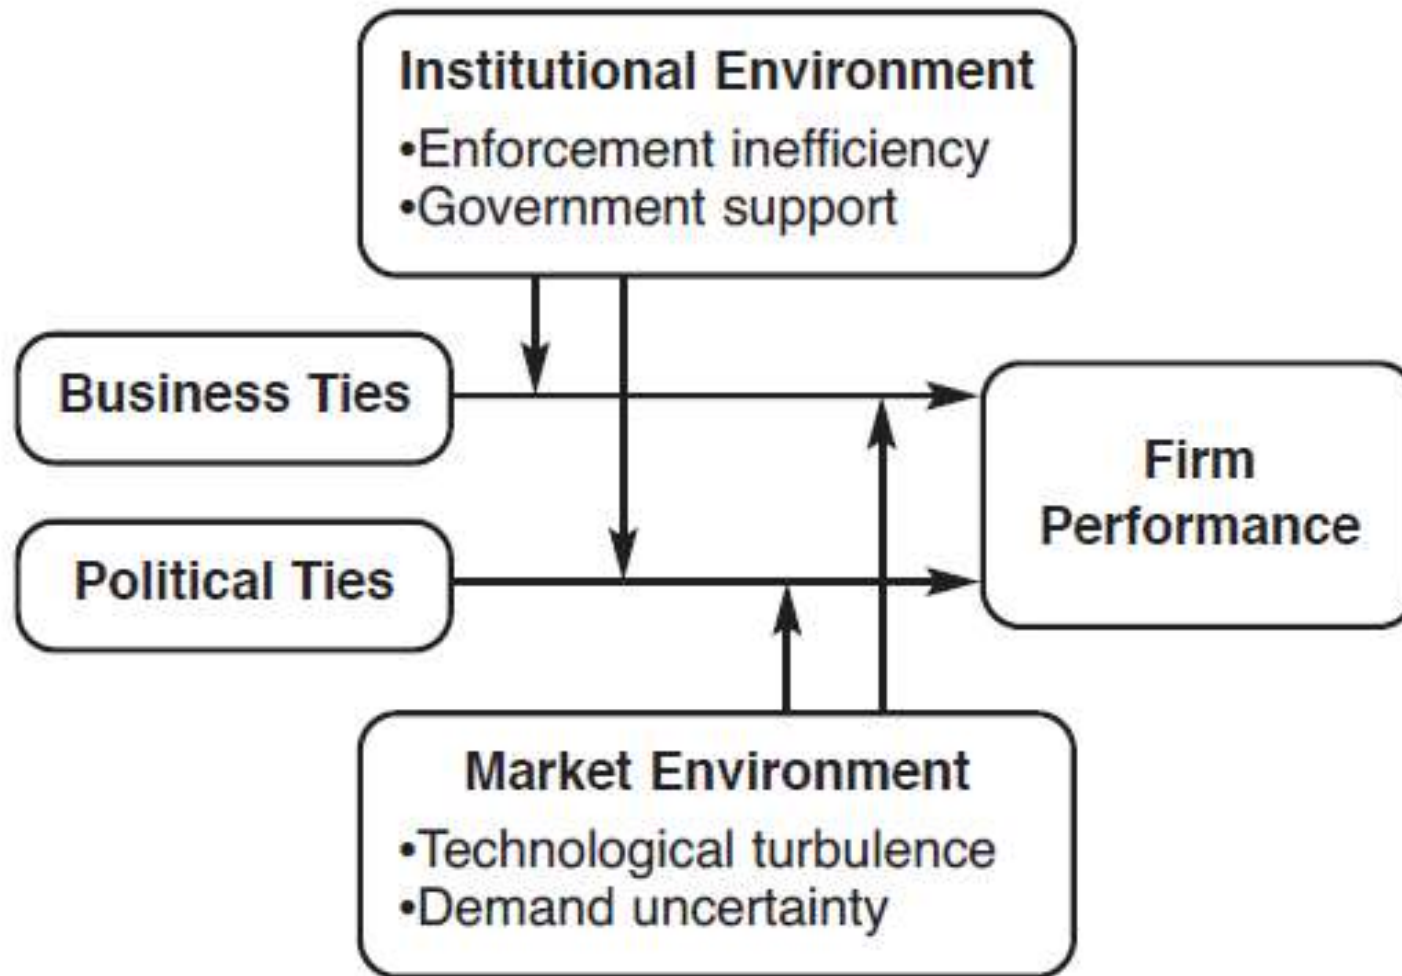 Institutional Environment
•Enforcement inefficiency
•Government support
Business Ties
Political Ties
Firm
Performance
Market Environment
•Technological turbulence
•Demand uncertainty